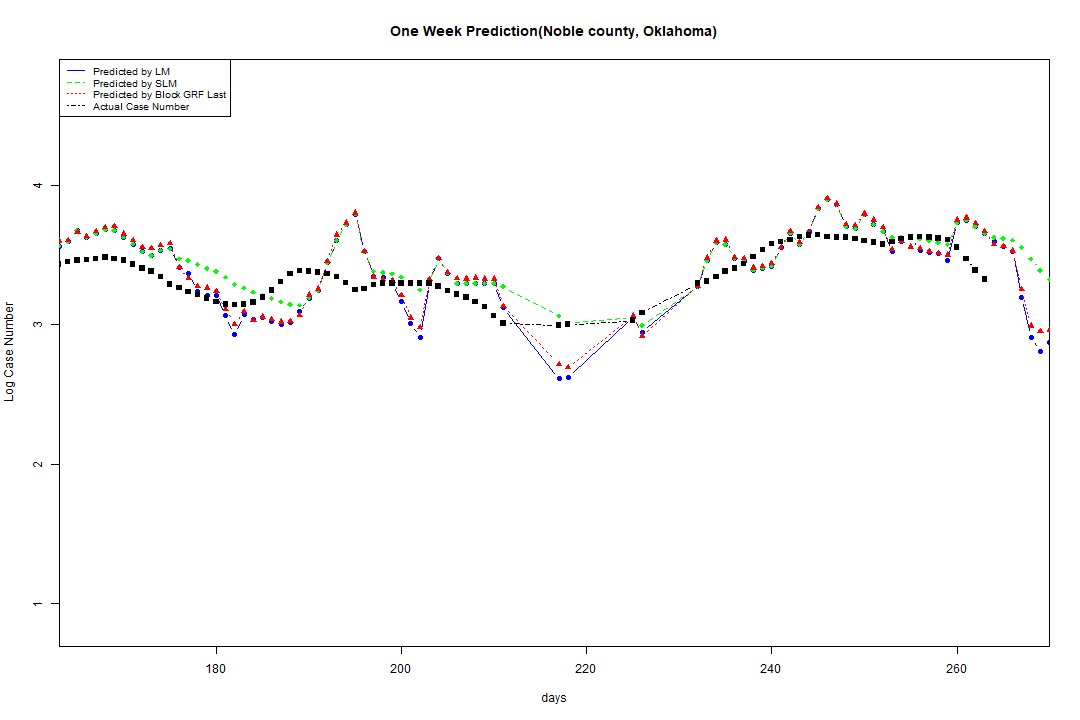 One Week Prediction(Noble county, Oklahoma)
Predicted by LM
Predicted by SLM
Predicted by Block GRF Last
Actual Case Number
4
3
2
1
Log Case Number
180 200 220 240 260
days